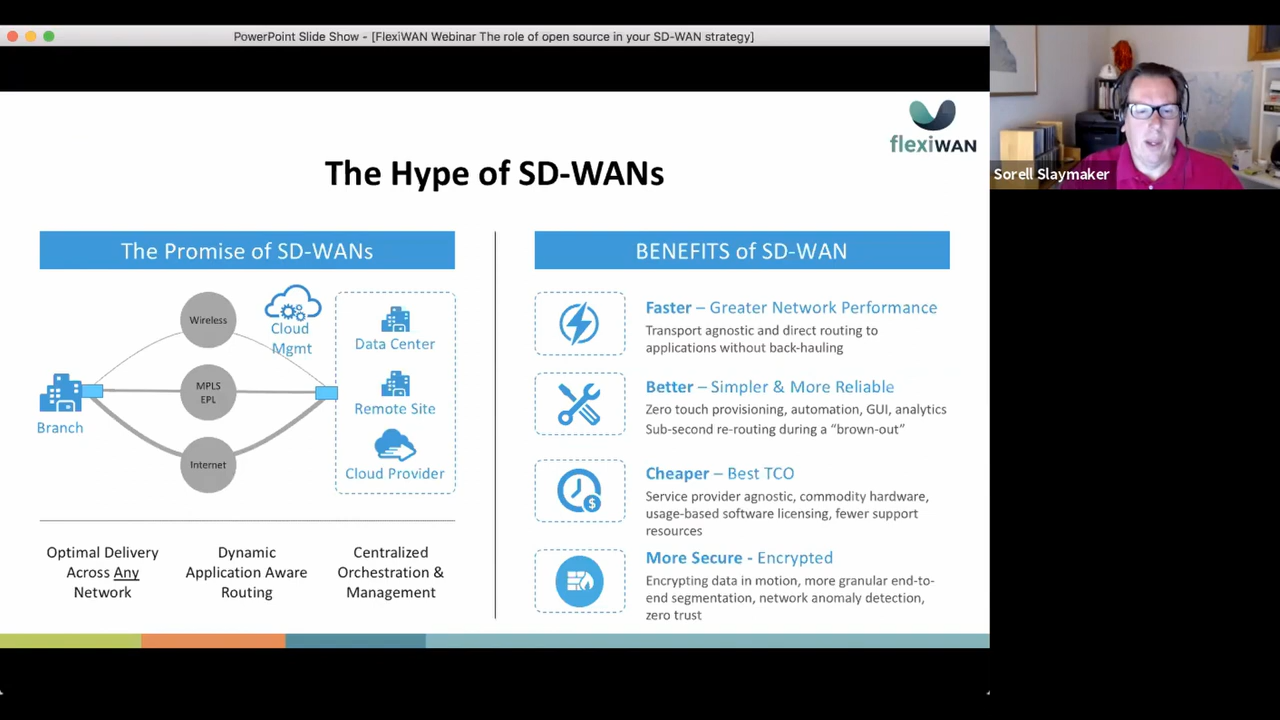 PowerPoint Slide Show - [FlexiWAN Webinar The role of open source in your SD-WAN strategy]
flexiWAN
Sorell Slaymaker
The Hype of SD-WANs
The Promise of SD-WANs
Wireless
Cloud
Mgmt
Data Center
MPLS
EPL
Remote Site
Branch
Internet
Cloud Provider
Optimal Delivery
Across Any
Network
Dynamic
Application Aware
Routing
Centralized
Orchestration &
Management
BENEFITS of SD-WAN
Faster – Greater Network Performance
Transport agnostic and direct routing to
applications without back-hauling
Better – Simpler & More Reliable
Zero touch provisioning, automation, GUI, analytics
Sub-second re-routing during a “brown-out”
Cheaper – Best TCO
$
Service provider agnostic, commodity hardware,
usage-based software licensing, fewer support
resources
More Secure - Encrypted
Encrypting data in motion, more granular end-to-
end segmentation, network anomaly detection,
zero trust